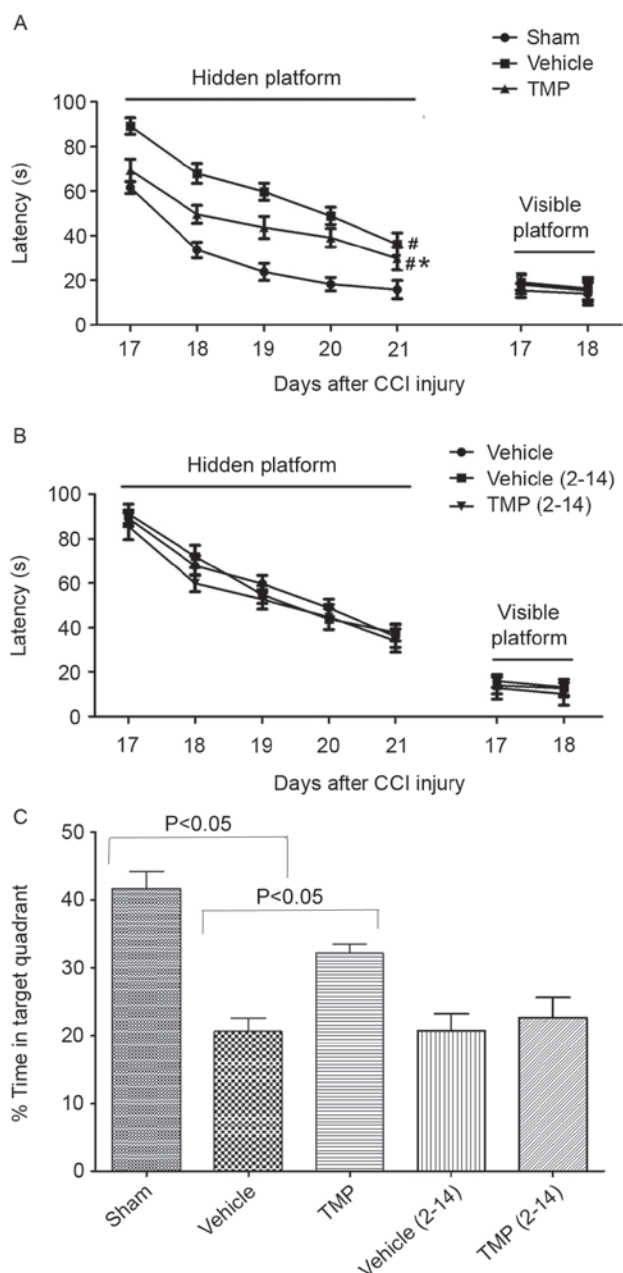 A
Sham
Vehicle
TMP
Hidden platform
Visible
platform
Latency (s)
100
80
60
40
20
0
#
#*
17 18 19 20 21 17 18
Days after CCI injury
B
Vehicle
Vehicle (2-14)
TMP (2-14)
Hidden platform
Visible
platform
Latency (s)
100
80
60
40
20
0
17 18 19 20 21 17 18
Days after CCI injury
C
P<0.05
P<0.05
% Time in target quadrant
50
40
30
20
10
0
Sham
Vehicle
TMP
Vehicle (2-14)
TMP (2-14)